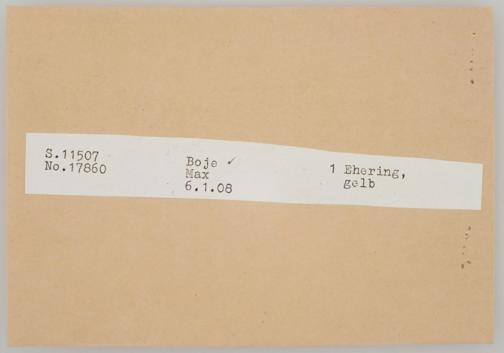 S.11507
No.17860
Boje ✓
Max
6.1.08
1 Ehering,
gelb